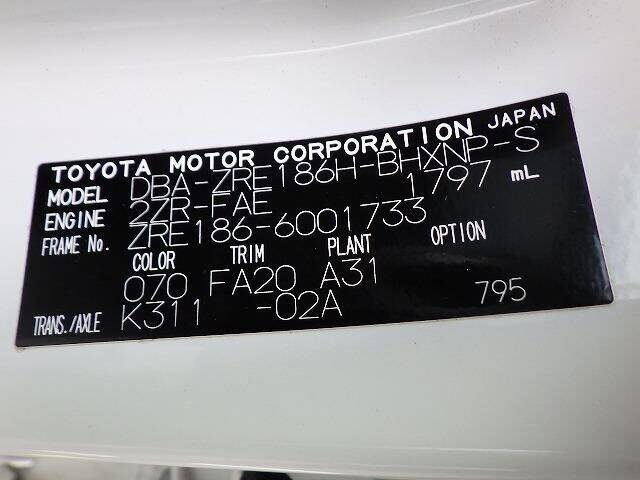 TOYOTA MOTOR CORPORATION JAPAN
MODEL DBA-ZRE186H-BHXNP-S
ENGINE 2ZR-FAE 1797 mL
FRAME No. ZRE186-6001733
COLOR TRIM PLANT OPTION
070 FA20 A31
TRANS./AXLE K311 -02A 795